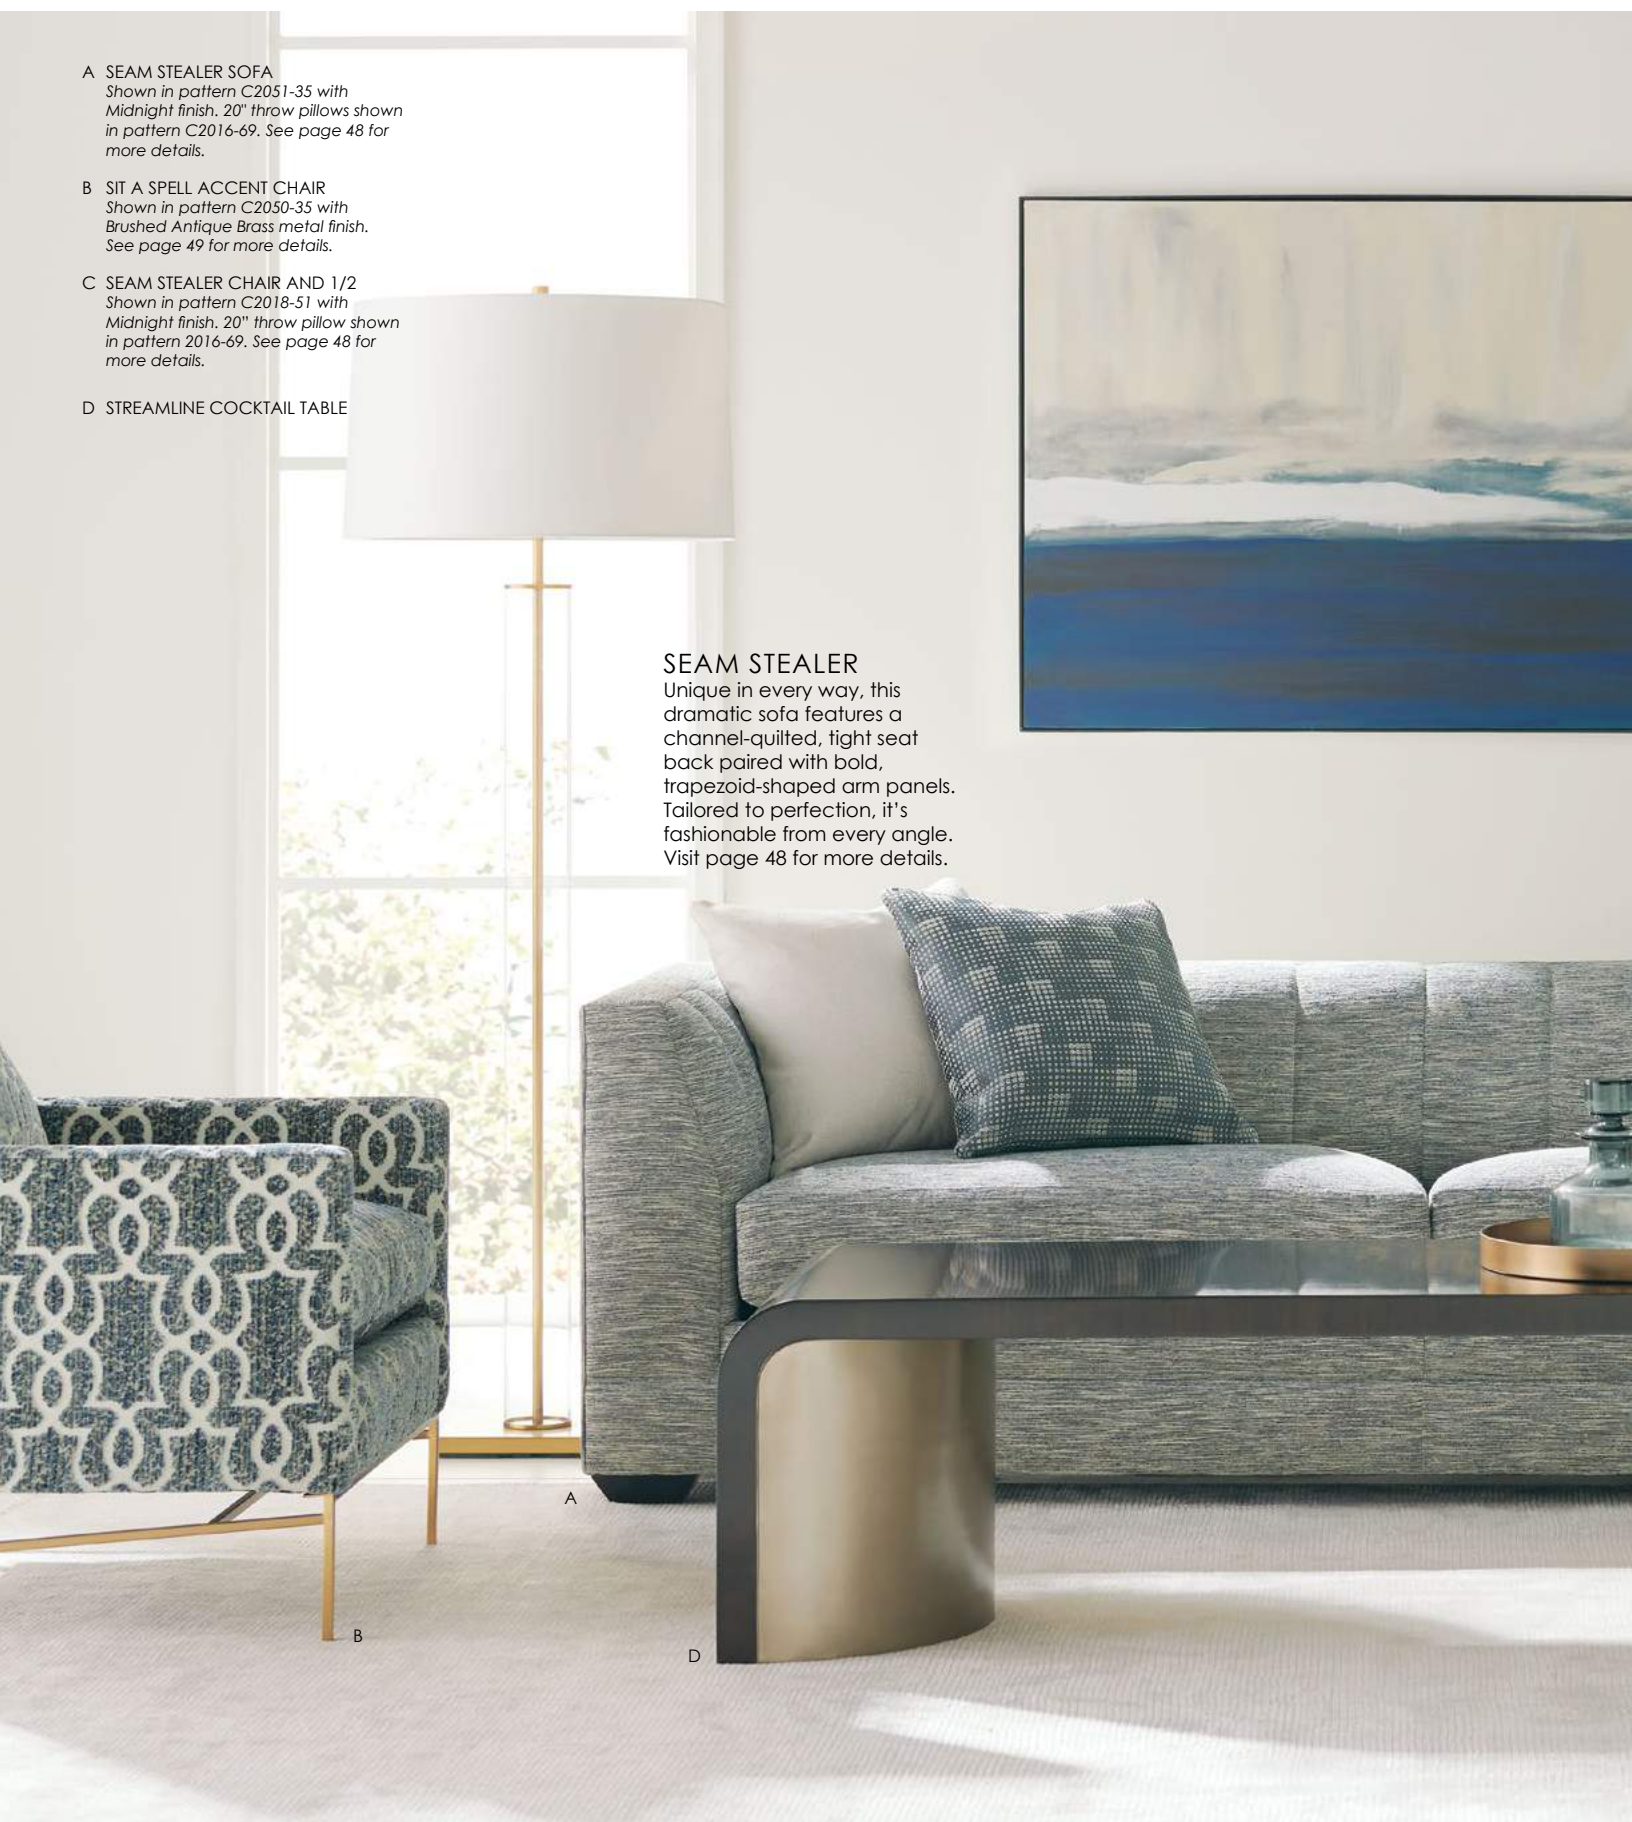 A SEAM STEALER SOFA
Shown in pattern C2051-35 with
Midnight finish. 20" throw pillows shown
in pattern C2016-69. See page 48 for
more details.
B SIT A SPELL ACCENT CHAIR
Shown in pattern C2050-35 with
Brushed Antique Brass metal finish.
See page 49 for more details.
C SEAM STEALER CHAIR AND 1/2
Shown in pattern C2018-51 with
Midnight finish. 20" throw pillow shown
in pattern 2016-69. See page 48 for
more details.
D STREAMLINE COCKTAIL TABLE
SEAM STEALER
Unique in every way, this
dramatic sofa features a
channel-quilted, tight seat
back paired with bold,
trapezoid-shaped arm panels.
Tailored to perfection, it's
fashionable from every angle.
Visit page 48 for more details.
A
B
D